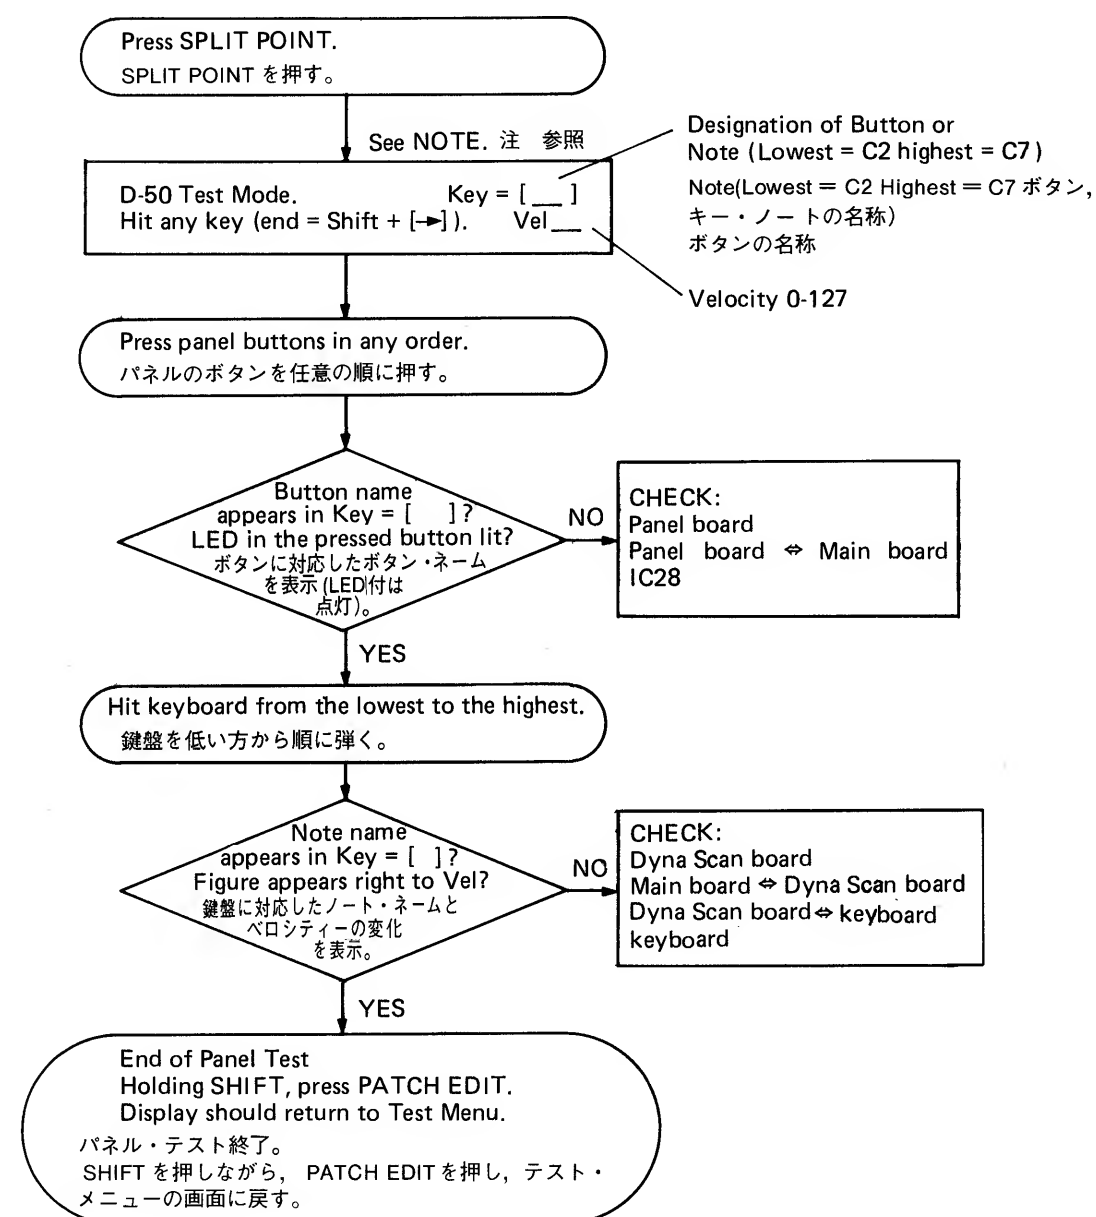 Press SPLIT POINT.
SPLIT POINT を押す。
See NOTE. 注 参照
Designation of Button or
Note (Lowest = C2 highest = C7)
Note(Lowest = C2 Highest = C7 ボタン,
キー・ノートの名称)
ボタンの名称
D-50 Test Mode. Key = [ __ ]
Hit any key (end = Shift + [→]). Vel__
Velocity 0-127
Press panel buttons in any order.
パネルのボタンを任意の順に押す。
Button name
appears in Key = [ ]?
LED in the pressed button lit?
ボタンに対応したボタン・ネーム
を表示(LED付は
点灯)。
NO
CHECK:
Panel board
Panel board ⇔ Main board
IC28
YES
Hit keyboard from the lowest to the highest.
鍵盤を低い方から順に弾く。
Note name
appears in Key = [ ]?
Figure appears right to Vel?
鍵盤に対応したノート・ネームと
ベロシティーの変化
を表示。
NO
CHECK:
Dyna Scan board
Main board ⇔ Dyna Scan board
Dyna Scan board ⇔ keyboard
keyboard
YES
End of Panel Test
Holding SHIFT, press PATCH EDIT.
Display should return to Test Menu.
パネル・テスト終了。
SHIFT を押しながら, PATCH EDITを押し, テスト・
メニューの画面に戻す。